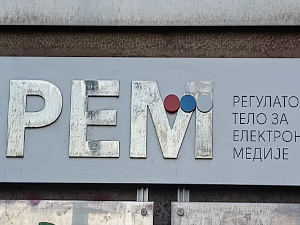 РЕМ
РЕГУЛАТО
ТЕЛО ЗА
ЕЛЕКТРОН
МЕДИЈЕ